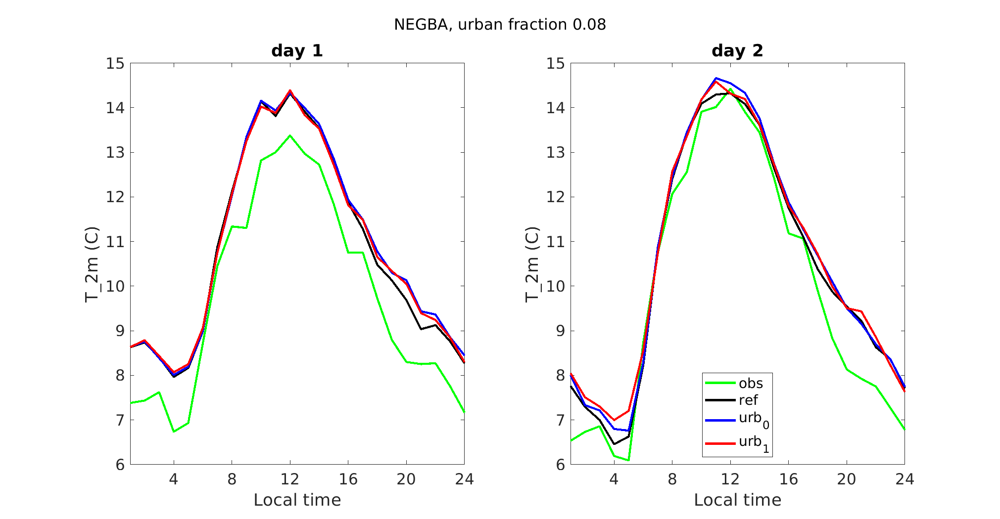 NEGBA, urban fraction 0.08
day 1
15
14
13
12
11
10
9
8
7
6
T_2m (C)
4 8 12 16 20 24
Local time
day 2
15
14
13
12
11
10
9
8
7
6
T_2m (C)
4 8 12 16 20 24
Local time
obs
ref
urb0
urb1